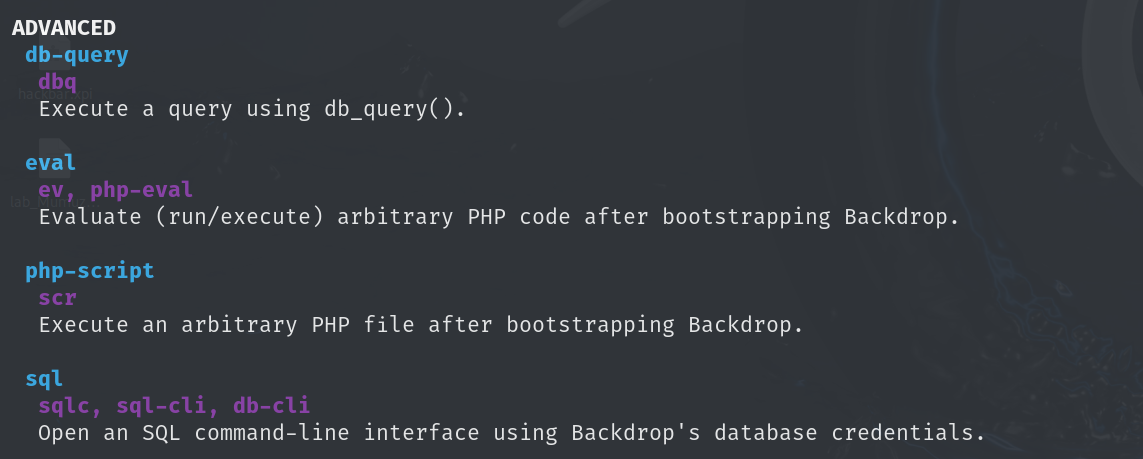 ADVANCED
db-query
dbq
Execute a query using db_query().
eval
ev, php-eval
Evaluate (run/execute) arbitrary PHP code after bootstrapping Backdrop.
php-script
scr
Execute an arbitrary PHP file after bootstrapping Backdrop.
sql
sqlc, sql-cli, db-cli
Open an SQL command-line interface using Backdrop's database credentials.